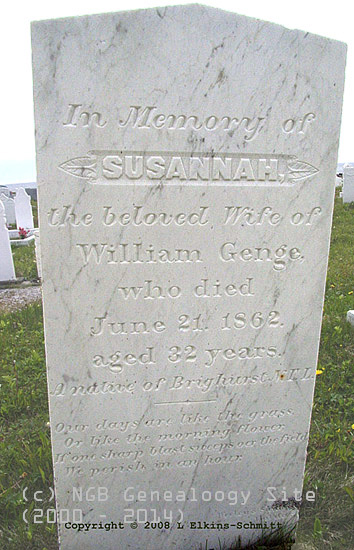 In Memory of
SUSANNAH,
the beloved Wife of
William Genge,
who died
June 21. 1862.
aged 32 years.
A native of Brighurst, N.F.L.
Our days are like the grass
Or like the morning flower
If one sharp blast sweeps over the field
We perish in an hour
(c) NGB Genealoogy Site
(2000 - 2014)
Copyright © 2008 L Elkins-Schmitt